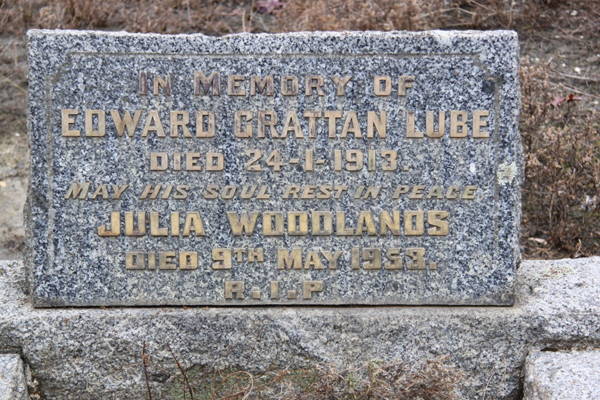 In Memory of
EDWARD GRATTAN LUBE
DIED 24-1-1913.
MAY HIS SOUL REST IN PEACE
JULIA WOODLANDS
DIED 9TH MAY 1953.
R.I.P